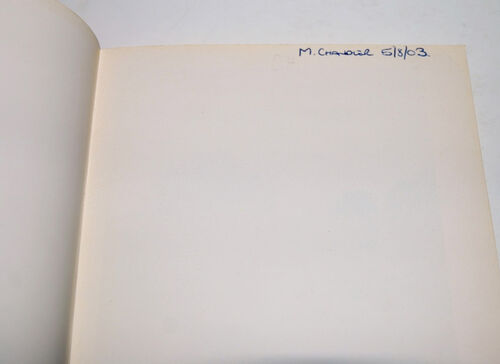 M. CHANDLER 5/8/03.